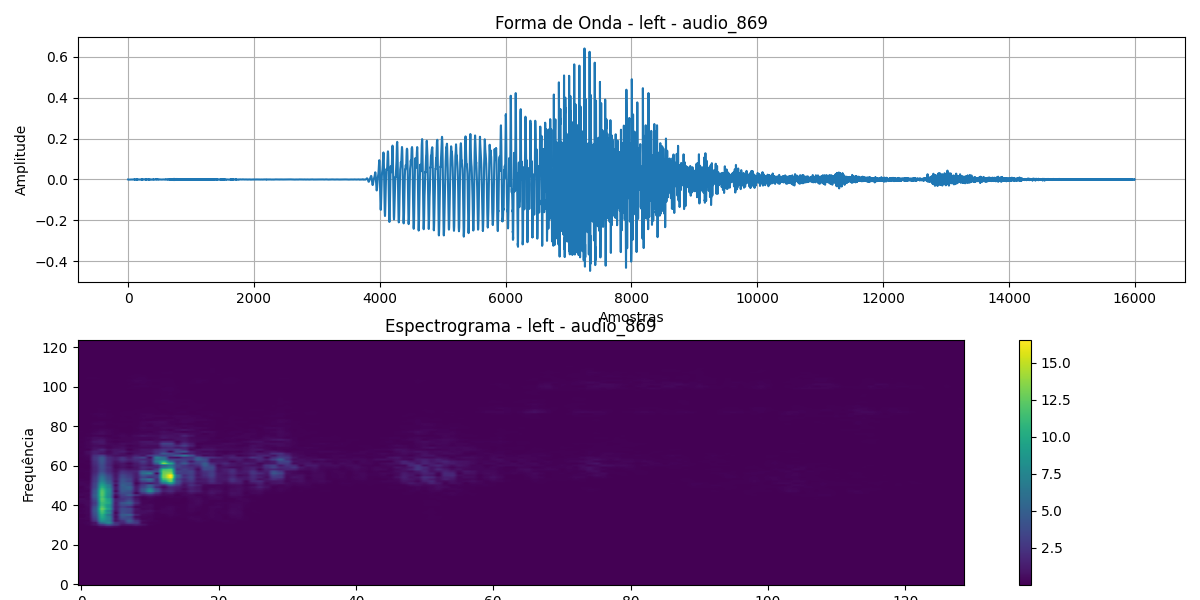 Forma de Onda - left - audio_869
0.6
0.4
0.2
0.0
−0.2
−0.4
Amplitude
0 2000 4000 6000 8000 10000 12000 14000 16000
Amostras
Espectrograma - left - audio_869
120
100
80
60
40
20
0
Frequência
0 20 40 60 80 100 120
15.0
12.5
10.0
7.5
5.0
2.5